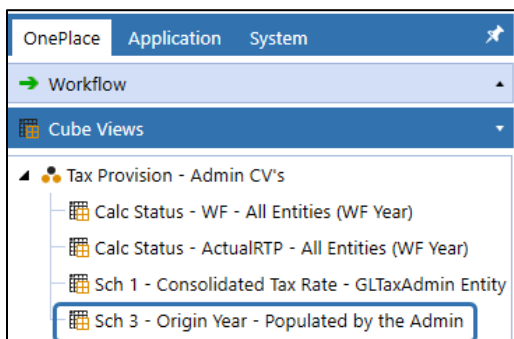 OnePlace Application System
Workflow
Cube Views
Tax Provision - Admin CV's
Calc Status - WF - All Entities (WF Year)
Calc Status - ActualRTP - All Entities (WF Year)
Sch 1 - Consolidated Tax Rate - GLTaxAdmin Entity
Sch 3 - Origin Year - Populated by the Admin